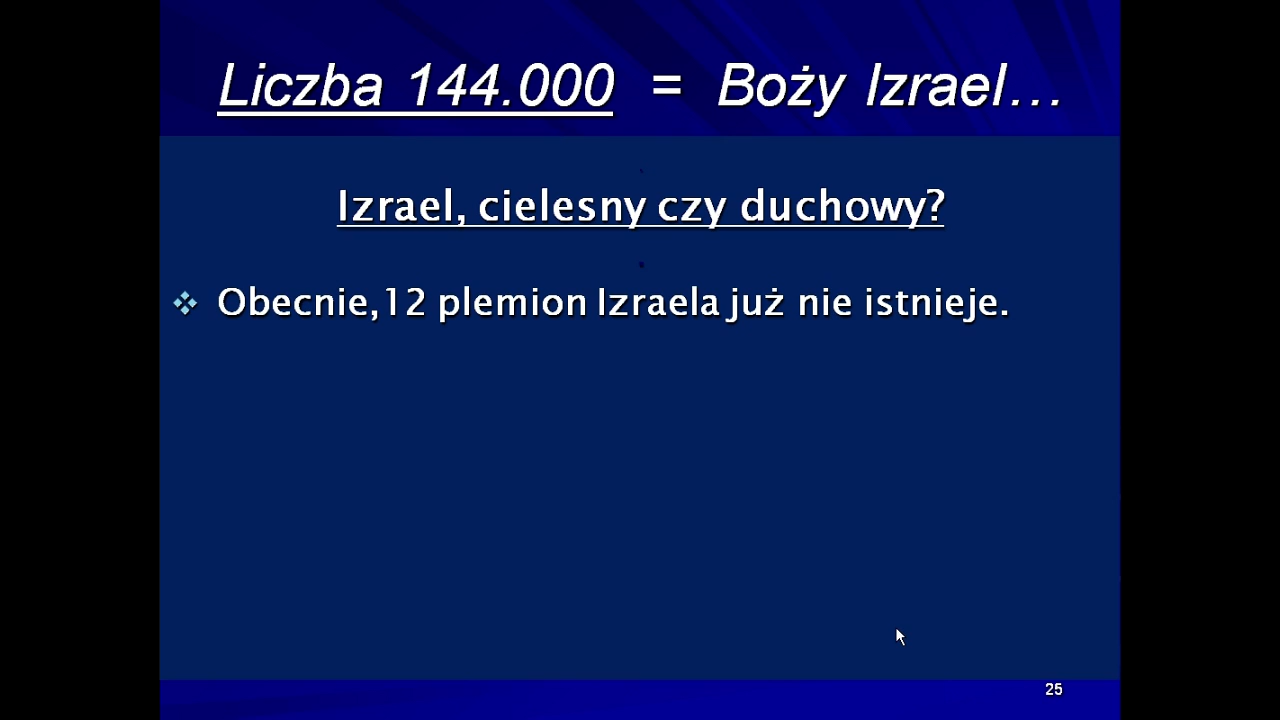 Liczba 144.000 = Boży Izrael...
Izrael, cielesny czy duchowy?
Obecnie,12 plemion Izraela już nie istnieje.
25